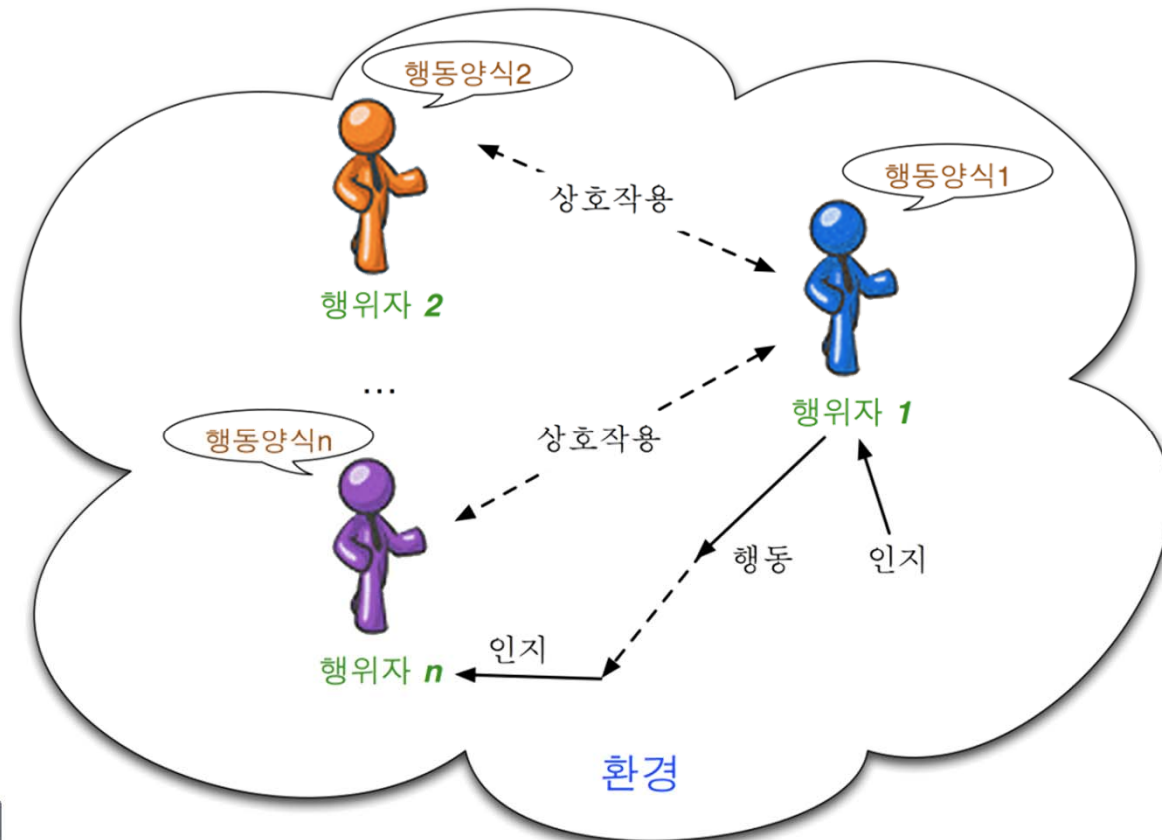 행동양식2
행동양식1
상호작용
행위자 2
...
행위자 1
행동양식n
상호작용
행동
인지
인지
행위자 n
환경